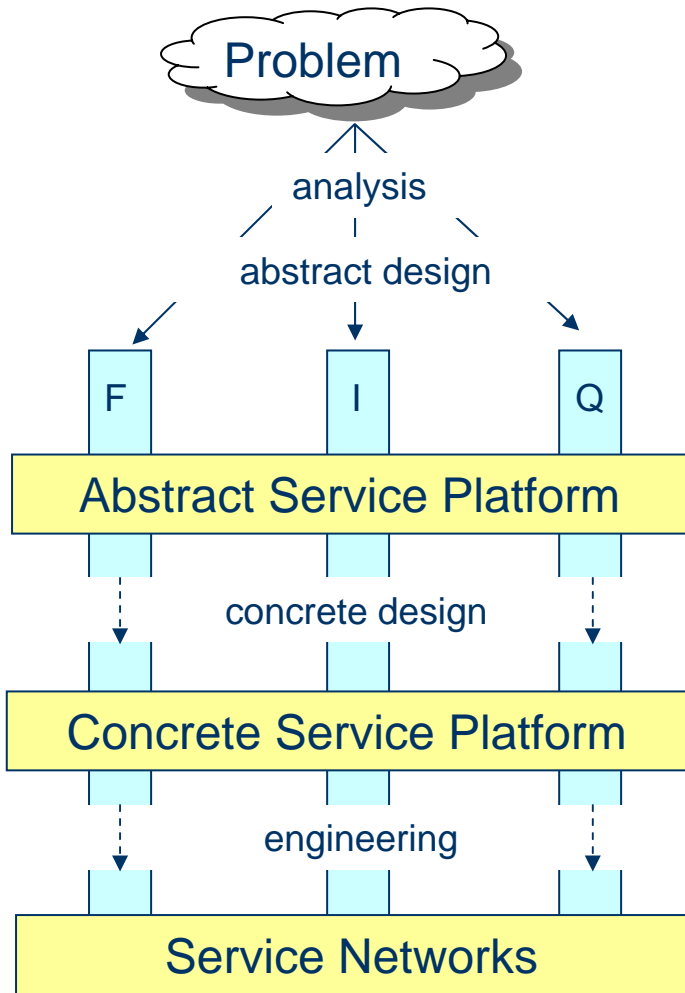 Problem
analysis
abstract design
F I Q
Abstract Service Platform
concrete design
Concrete Service Platform
engineering
Service Networks